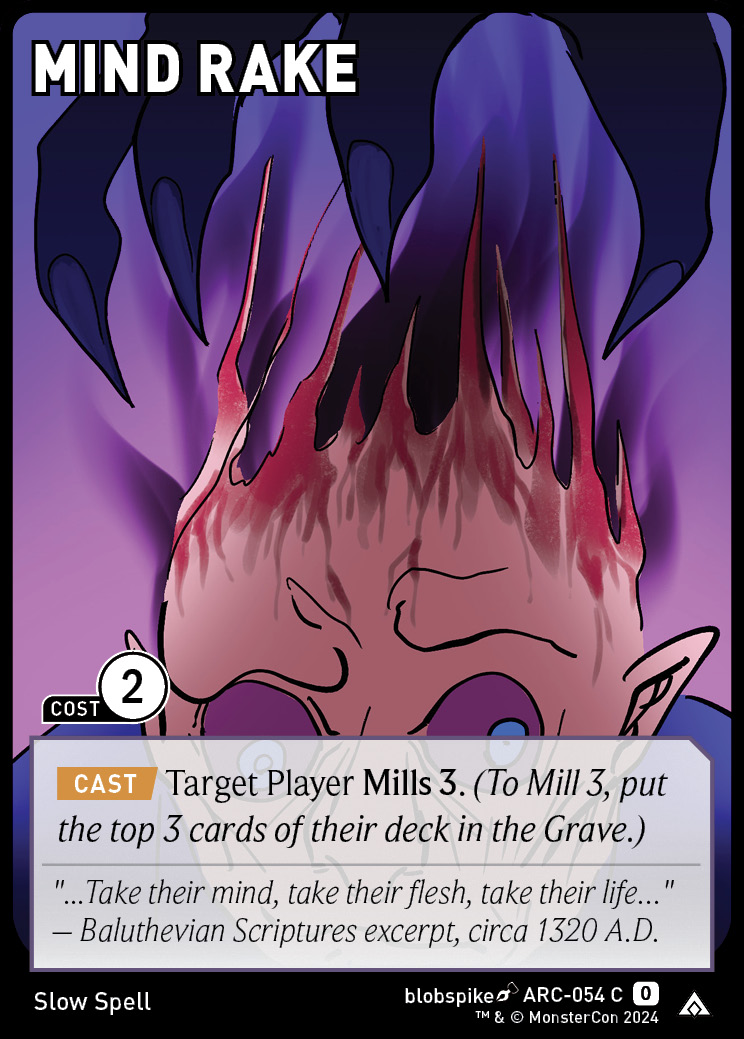 MIND RAKE
COST 2
CAST Target Player Mills 3. (To Mill 3, put
the top 3 cards of their deck in the Grave.)
"...Take their mind, take their flesh, take their life..."
– Baluthevian Scriptures excerpt, circa 1320 A.D.
Slow Spell
blobspike ARC-054 C 0
™ & © MonsterCon 2024